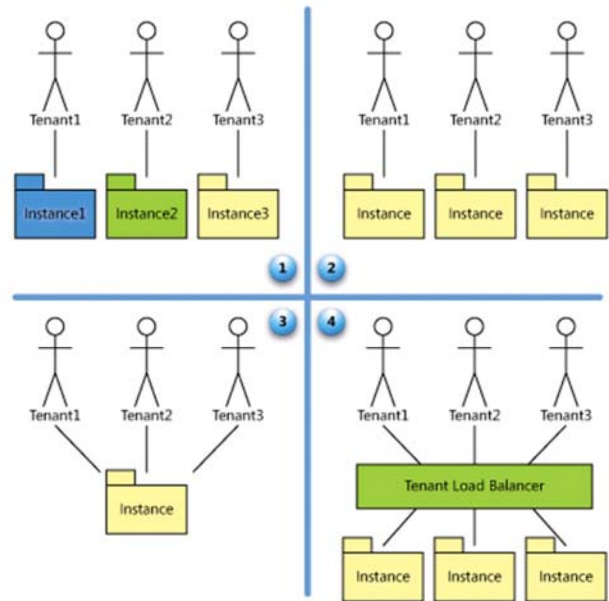 Tenant1 Tenant2 Tenant3
Instance1 Instance2 Instance3
1
Tenant1 Tenant2 Tenant3
Instance Instance Instance
2
3
Tenant1 Tenant2 Tenant3
Instance
4
Tenant1 Tenant2 Tenant3
Tenant Load Balancer
Instance Instance Instance